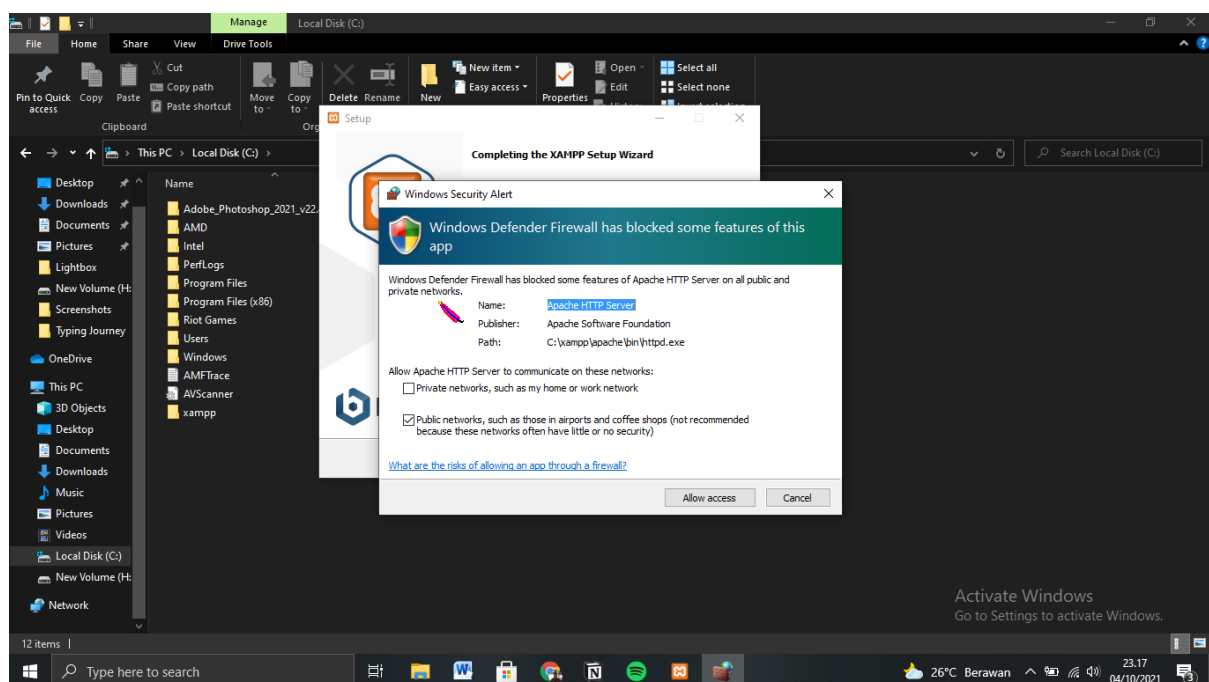 Manage Local Disk (C:)
File Home Share View Drive Tools
Pin to Quick access
Copy
Paste
Cut
Copy path
Paste shortcut
Move to
Copy to
Delete
Rename
New
New item
Easy access
Properties
Open
Edit
Select all
Select none
Clipboard
This PC > Local Disk (C:) >
Search Local Disk (C:)
Setup
Completing the XAMPP Setup Wizard
Desktop
Downloads
Documents
Pictures
Lightbox
New Volume (H:
Screenshots
Typing Journey
OneDrive
This PC
3D Objects
Desktop
Documents
Downloads
Music
Pictures
Videos
Local Disk (C:)
New Volume (H:
Network
Name
Adobe_Photoshop_2021_v22.
AMD
Intel
PerfLogs
Program Files
Program Files (x86)
Riot Games
Users
Windows
AMFTrace
AVScanner
xampp
Windows Security Alert
Windows Defender Firewall has blocked some features of this
app
Windows Defender Firewall has blocked some features of Apache HTTP Server on all public and
private networks.
Name: Apache HTTP Server
Publisher: Apache Software Foundation
Path: C:\xampp\apache\bin\httpd.exe
Allow Apache HTTP Server to communicate on these networks:
Private networks, such as my home or work network
Public networks, such as those in airports and coffee shops (not recommended
because these networks often have little or no security)
What are the risks of allowing an app through a firewall?
Allow access Cancel
Activate Windows
Go to Settings to activate Windows.
12 items
Type here to search
26°C Berawan
23.17
04/10/2021